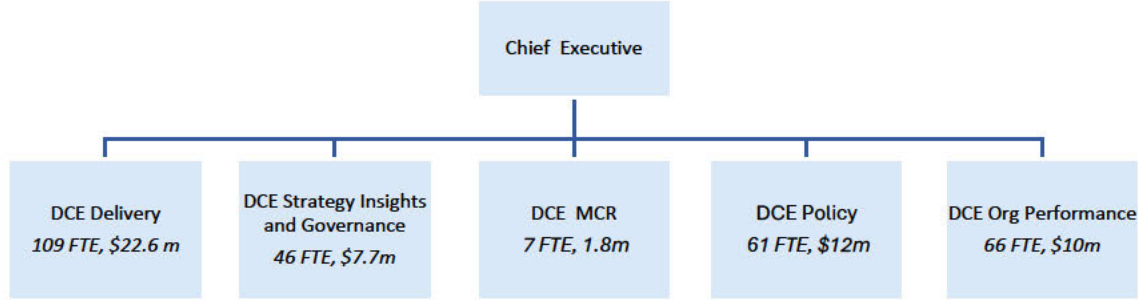 Chief Executive
DCE Delivery
109 FTE, $22.6 m
DCE Strategy Insights
and Governance
46 FTE, $7.7m
DCE MCR
7 FTE, 1.8m
DCE Policy
61 FTE, $12m
DCE Org Performance
66 FTE, $10m